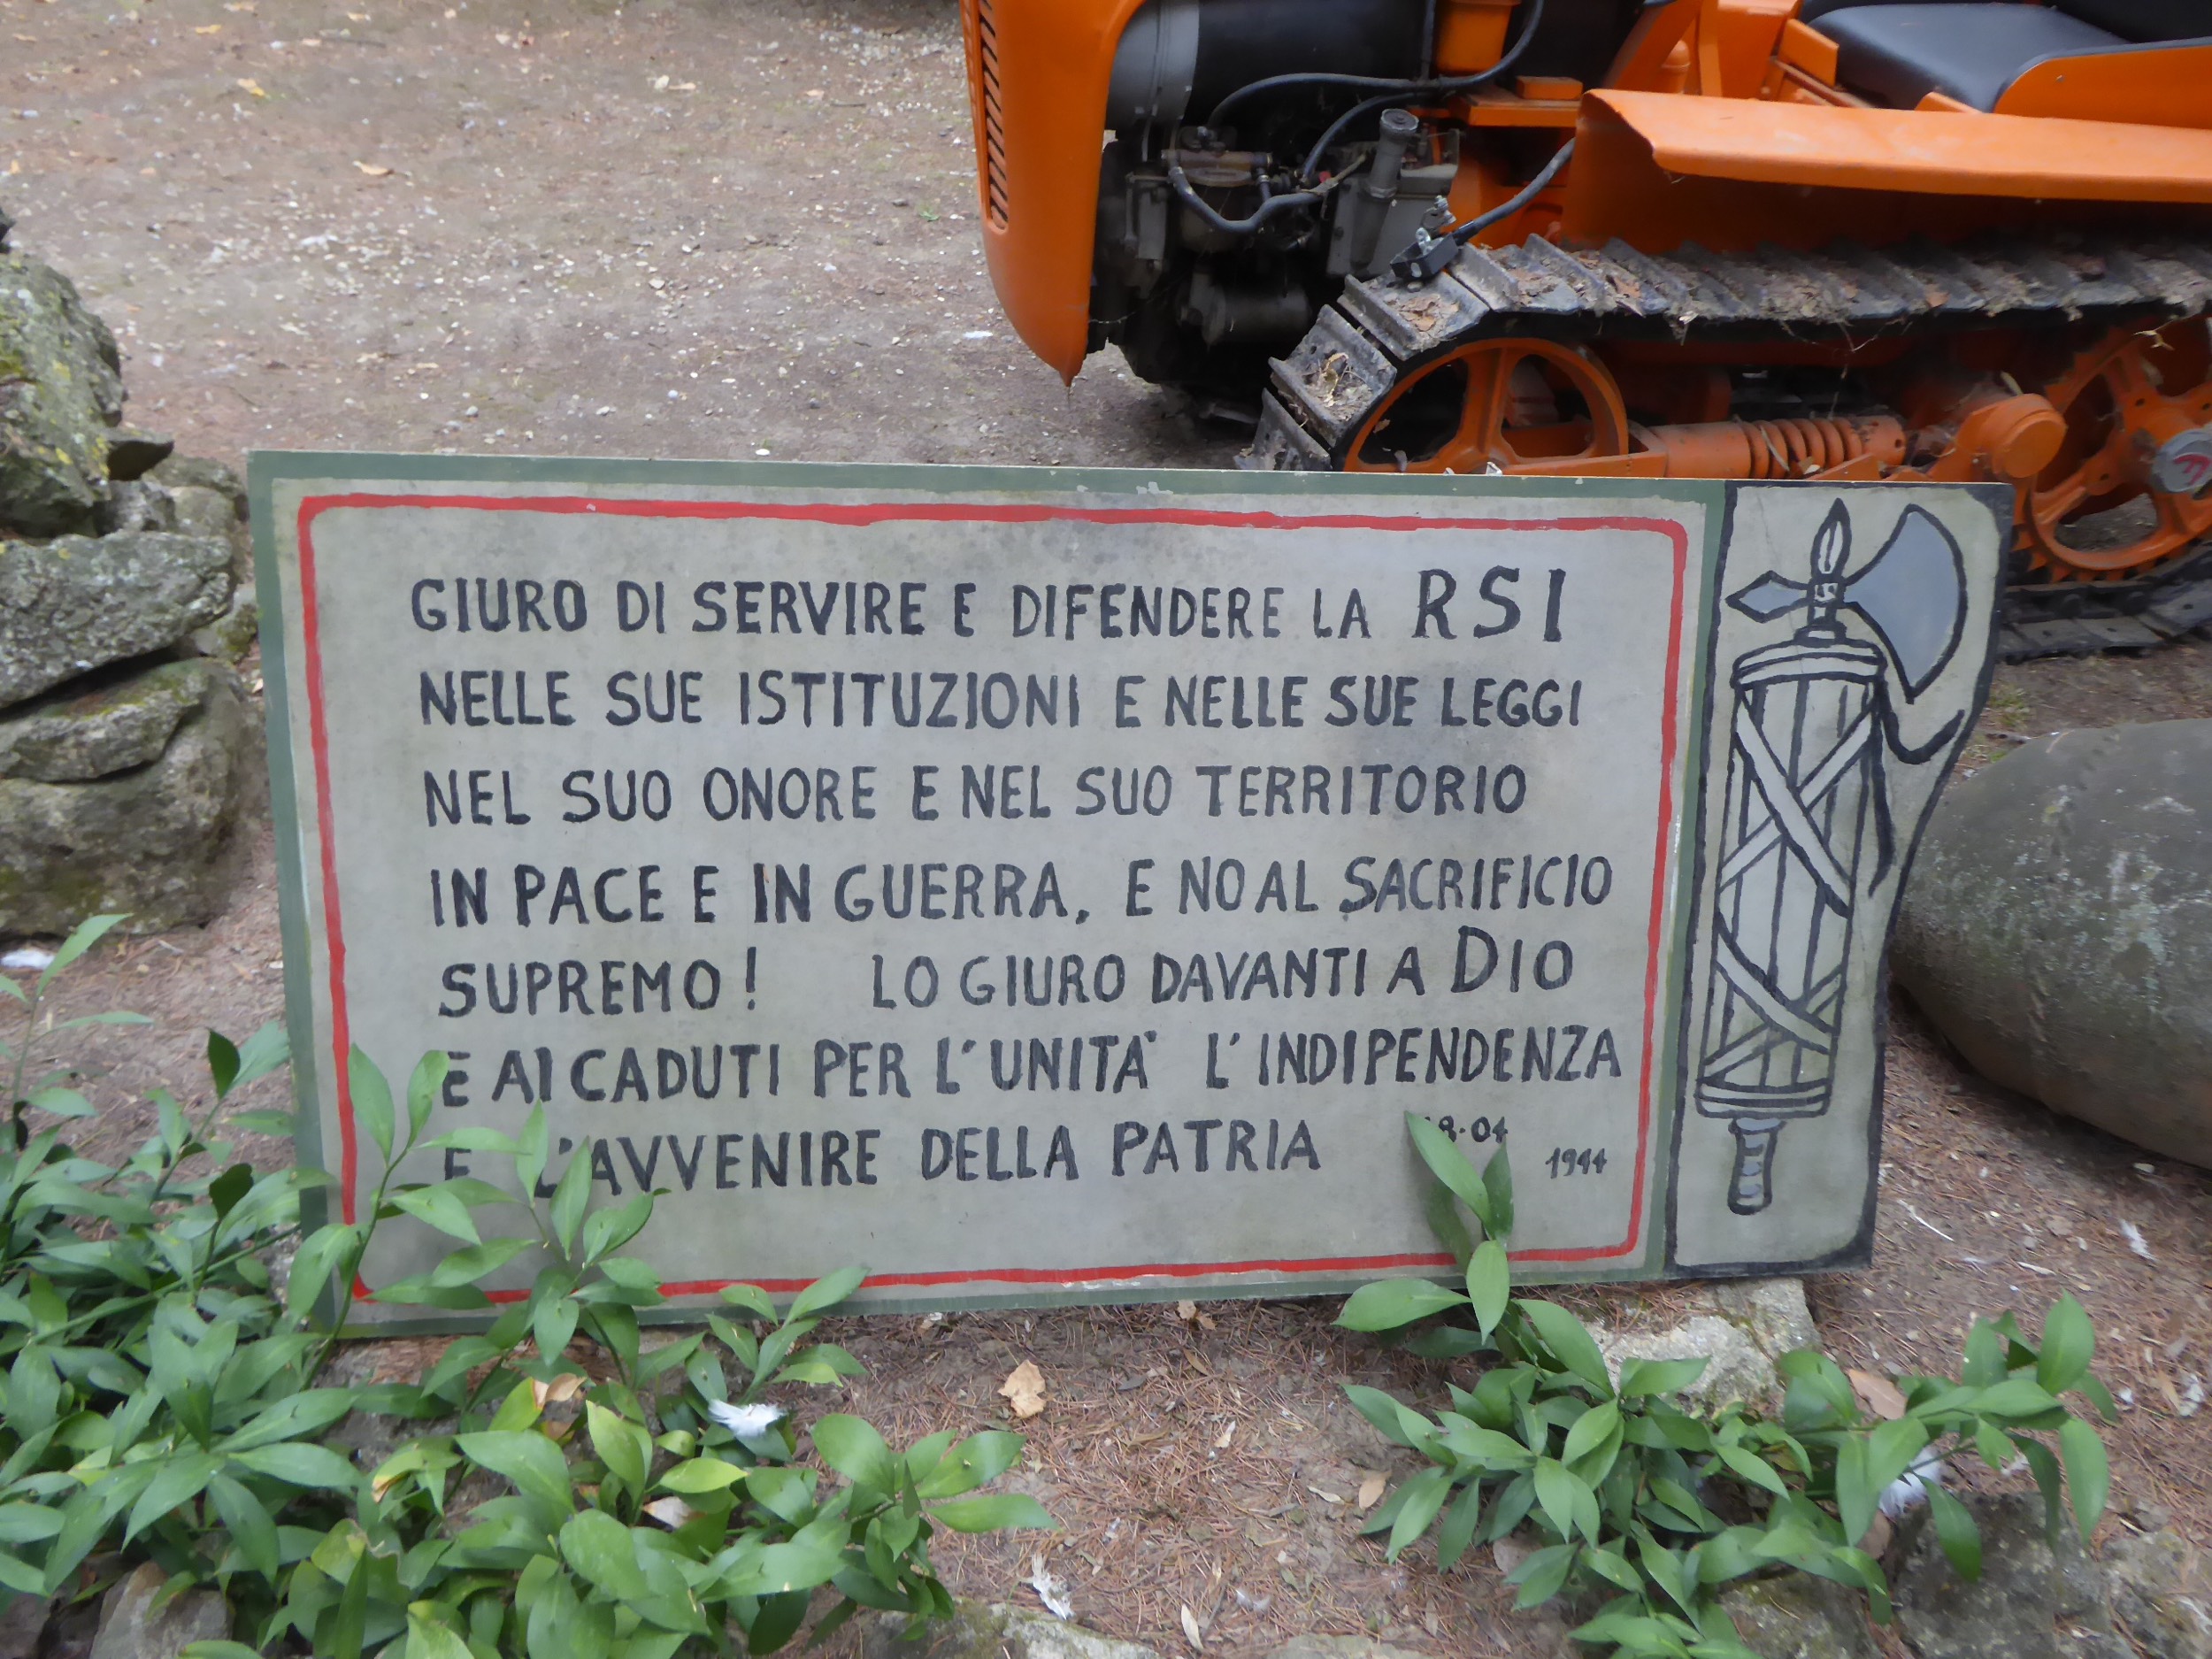 GIURO DI SERVIRE E DIFENDERE LA RSI
NELLE SUE ISTITUZIONI E NELLE SUE LEGGI
NEL SUO ONORE E NEL SUO TERRITORIO
IN PACE E IN GUERRA, E NO AL SACRIFICIO
SUPREMO! LO GIURO DAVANTI A DIO
E AI CADUTI PER L'UNITA' L'INDIPENDENZA
E L'AVVENIRE DELLA PATRIA
1944